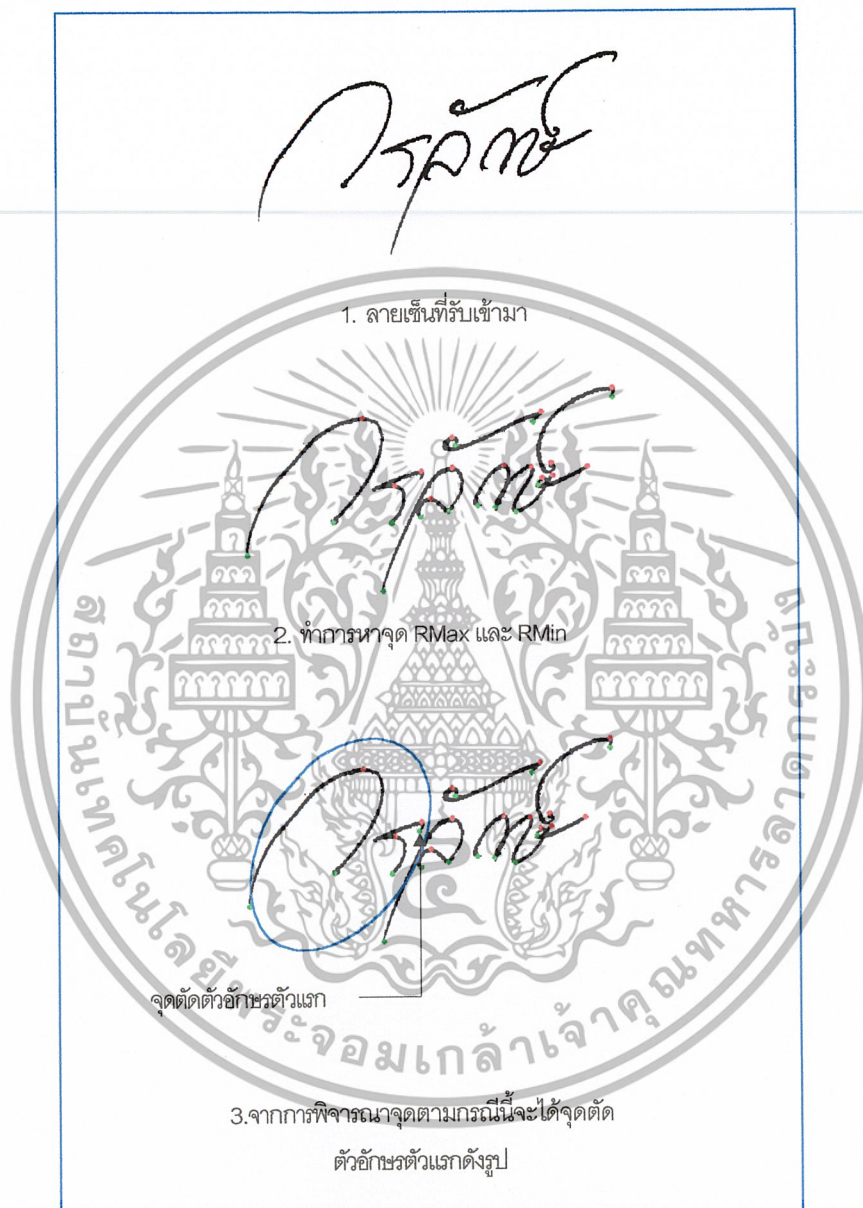 กรลักษ์
1. ลายเซ็นที่รับเข้ามา
2. ทำการหาจุด RMax และ RMin
จุดตัดตัวอักษรตัวแรก
3.จากการพิจารณาจุดตามกรณีนี้จะได้จุดตัด
ตัวอักษรตัวแรกดังรูป
สถาบันเทคโนโลยีพระจอมเกล้าเจ้าคุณทหารลาดกระบัง